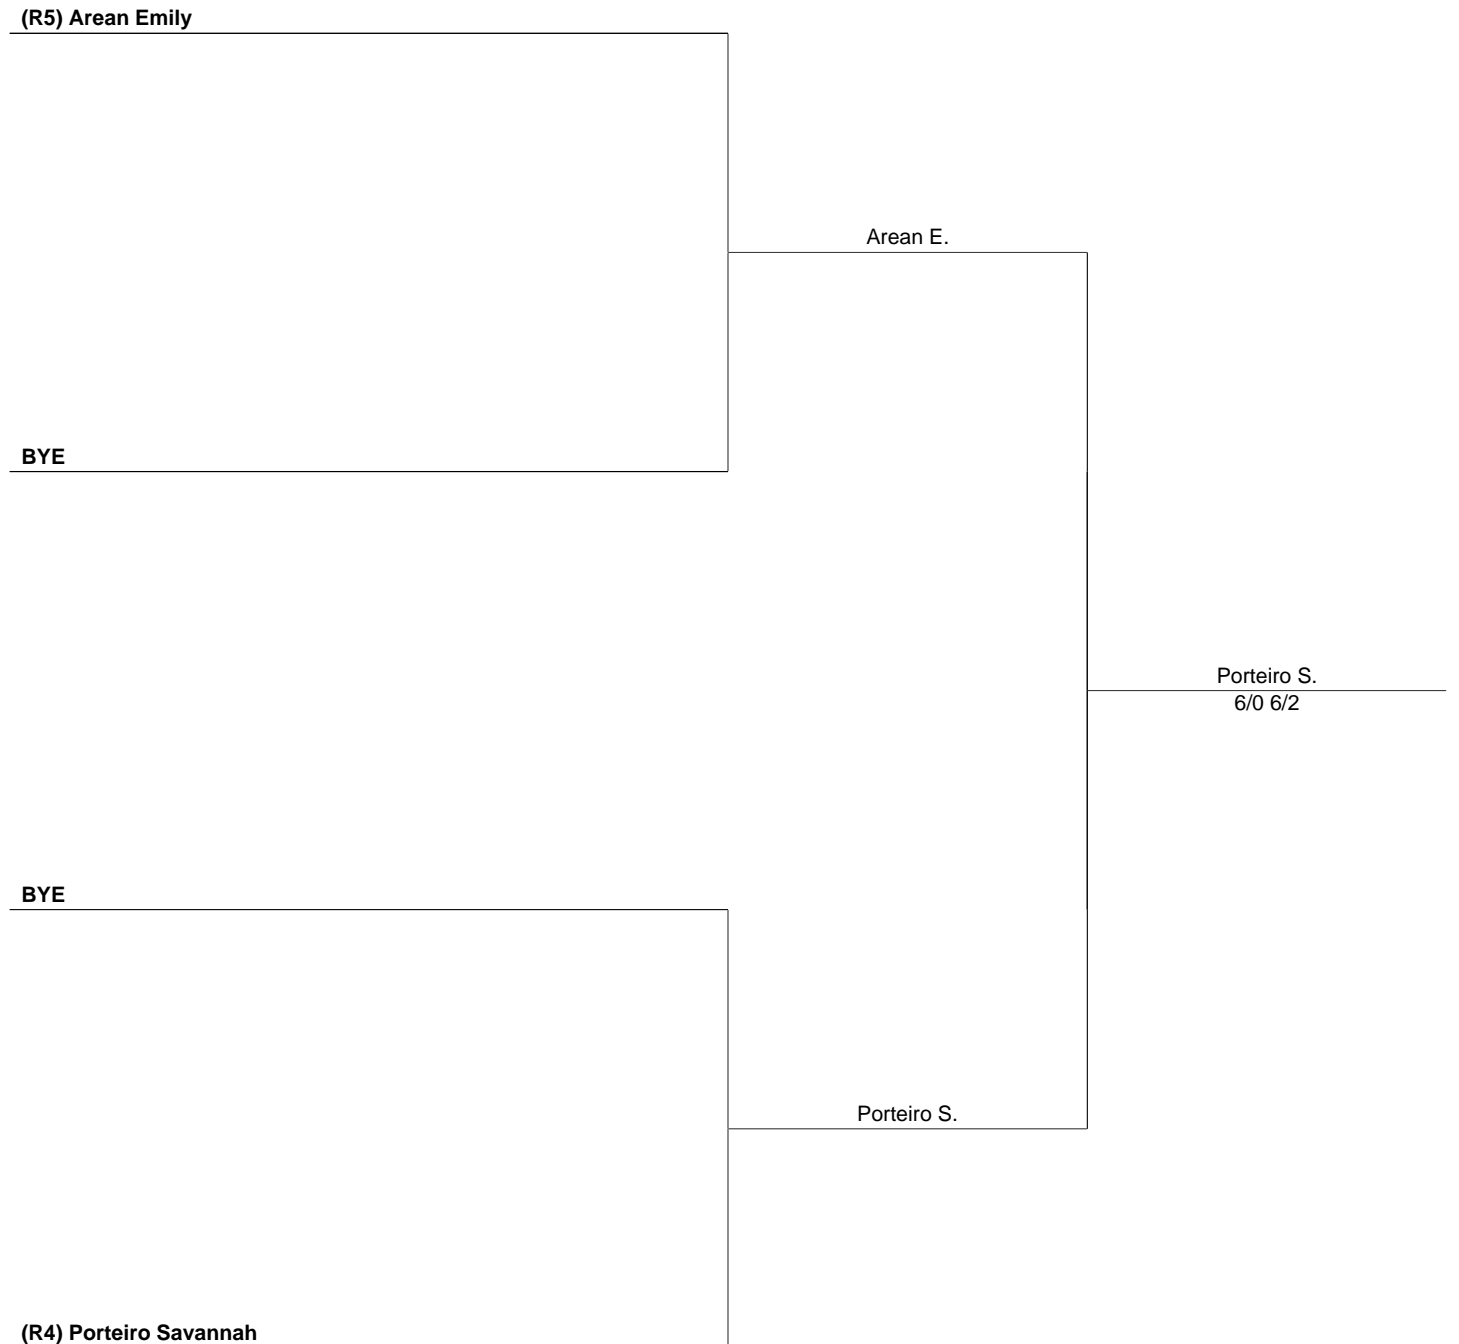 (R5) Arean Emily
Arean E.
BYE
Porteiro S.
6/0 6/2
BYE
Porteiro S.
(R4) Porteiro Savannah